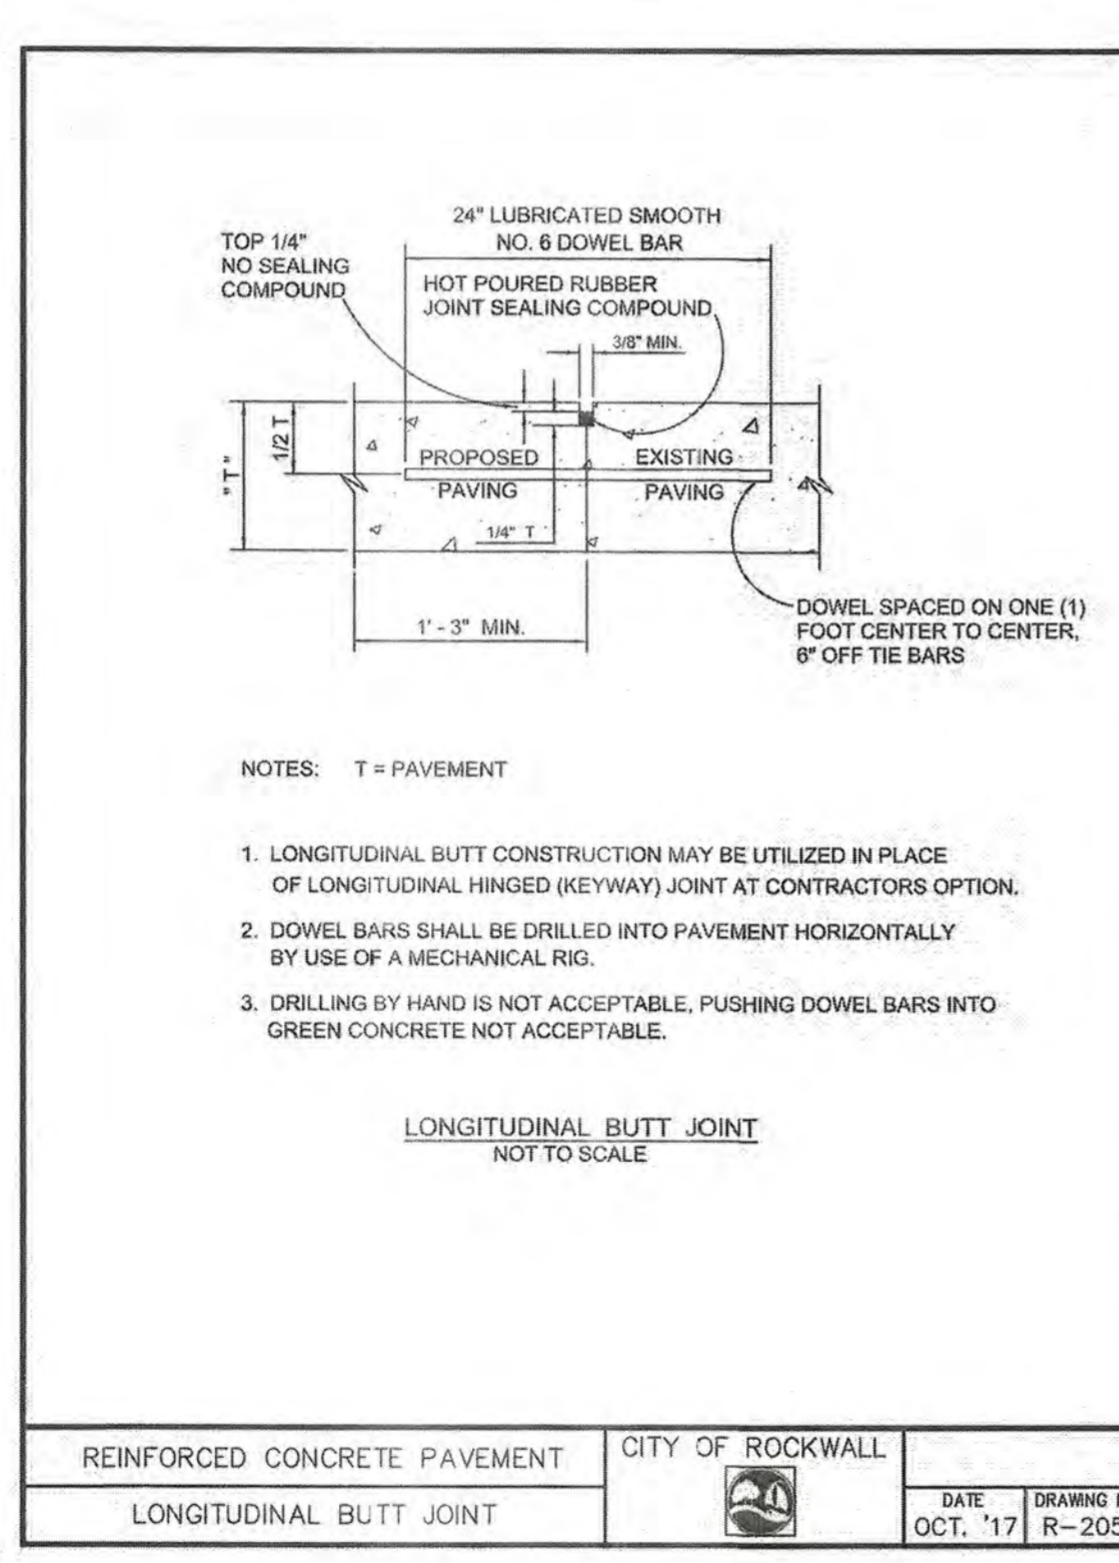 24" LUBRICATED SMOOTH
NO. 6 DOWEL BAR
TOP 1/4"
NO SEALING
COMPOUND
HOT POURED RUBBER
JOINT SEALING COMPOUND
3/8" MIN.
1/2 T
"T"
PROPOSED
PAVING
EXISTING
PAVING
1/4" T
1' - 3" MIN.
DOWEL SPACED ON ONE (1)
FOOT CENTER TO CENTER,
6" OFF TIE BARS
NOTES: T = PAVEMENT
1. LONGITUDINAL BUTT CONSTRUCTION MAY BE UTILIZED IN PLACE
OF LONGITUDINAL HINGED (KEYWAY) JOINT AT CONTRACTORS OPTION.
2. DOWEL BARS SHALL BE DRILLED INTO PAVEMENT HORIZONTALLY
BY USE OF A MECHANICAL RIG.
3. DRILLING BY HAND IS NOT ACCEPTABLE, PUSHING DOWEL BARS INTO
GREEN CONCRETE NOT ACCEPTABLE.
LONGITUDINAL BUTT JOINT
NOT TO SCALE
REINFORCED CONCRETE PAVEMENT
LONGITUDINAL BUTT JOINT
CITY OF ROCKWALL
DATE
OCT. '17
DRAWING
R-205